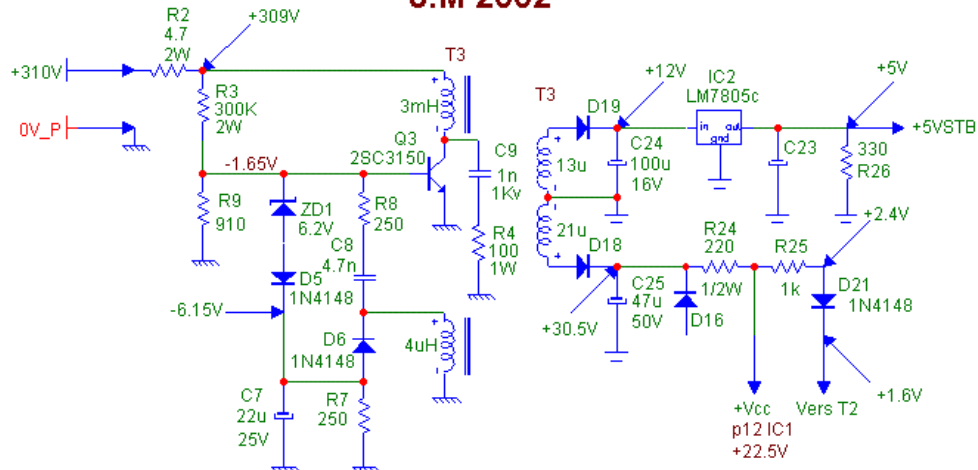 R2
4.7
2W
+309V
+310V
0V_P
R3
300K
2W
T3
3mH
Q3
2SC3150
-1.65V
R9
910
ZD1
6.2V
R8
250
C9
1n
1Kv
R4
100
1W
C8
4.7n
D5
1N4148
-6.15V
D6
1N4148
4uH
C7
22u
25V
R7
250
T3
D19
+12V
IC2
LM7805c
in out
gnd
+5V
+5VSTB
13u
C24
100u
16V
C23
330
R26
21u
D18
R24
220
1/2W
R25
1k
+2.4V
C25
47u
50V
+30.5V
D16
D21
1N4148
+1.6V
+Vcc
p12 IC1
+22.5V
Vers T2